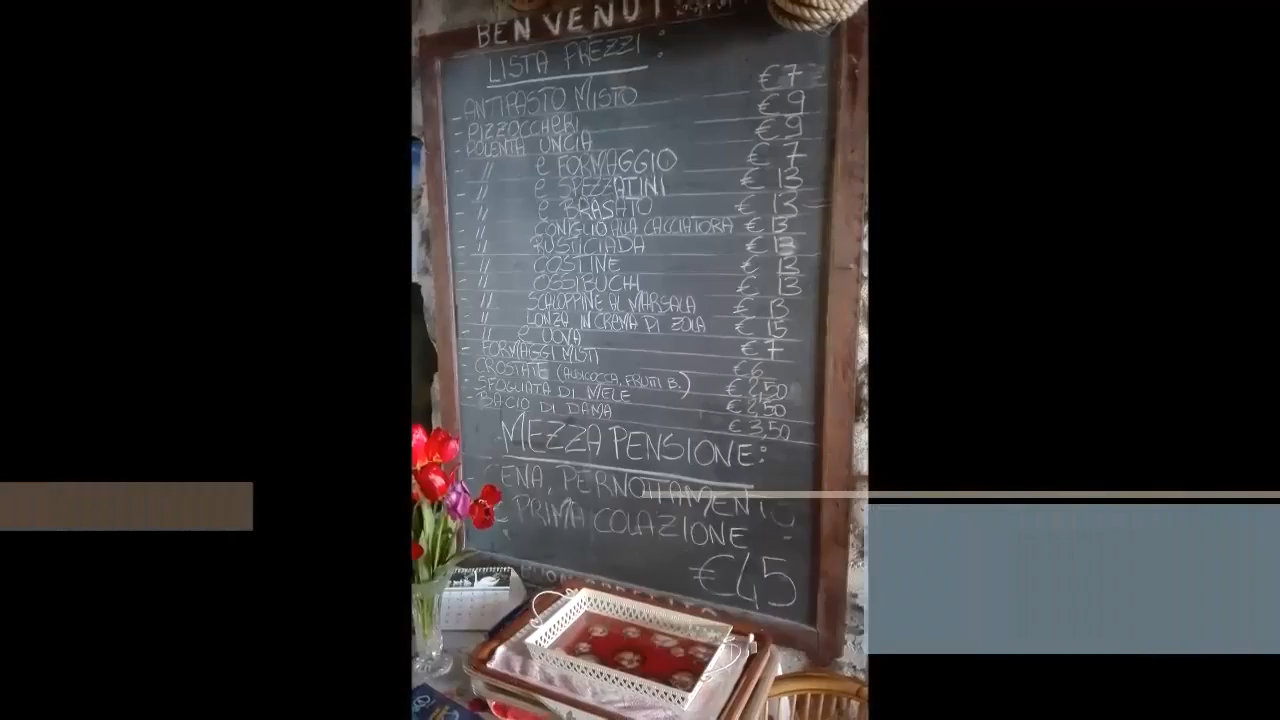 BENVENUTI
LISTA PREZZI:
- ANTIPASTO MISTO € 7
- PIZZOCCHERI € 9
- POLENTA UNCIA € 9
- " e FORMAGGIO € 7
- " e SPEZZATINI € 13
- " e BRASATO € 13
- " CONIGLIO ALLA CACCIATORA € 13
- " RUSTICIADA € 13
- " COSTINE € 13
- " OSSIBUCHI € 13
- " SCALOPPINE AL MARSALA € 13
- " LONZA IN CREMA DI ZOLA € 15
- " e UOVA € 7
- FORMAGGI MISTI € 6
- CROSTATE (ALBICOCCA, FRUTTI B.) € 2,50
- SFOGLIATA DI MELE € 2,50
- BACIO DI DAMA € 3,50
MEZZA PENSIONE:
- CENA, PERNOTTAMENTO
E PRIMA COLAZIONE :
€45